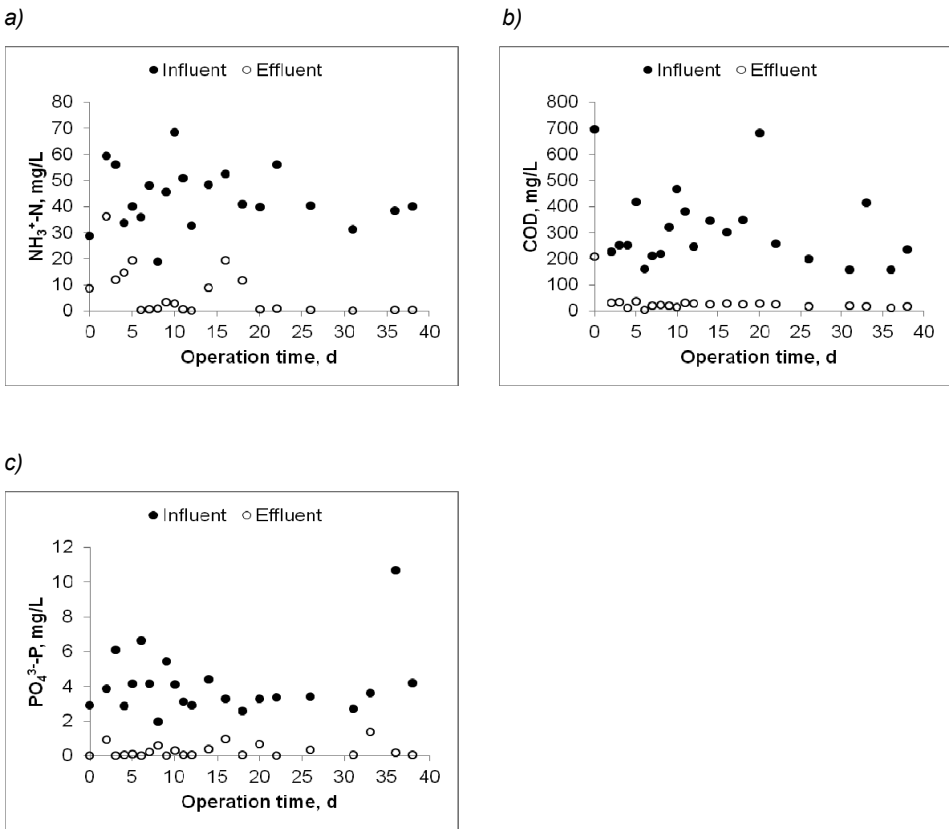 a)
Influent Effluent
NH₃⁺-N, mg/L
80
70
60
50
40
30
20
10
0
0 5 10 15 20 25 30 35 40
Operation time, d
b)
Influent Effluent
COD, mg/L
800
700
600
500
400
300
200
100
0
0 5 10 15 20 25 30 35 40
Operation time, d
c)
Influent Effluent
PO₄³⁻-P, mg/L
12
10
8
6
4
2
0
0 5 10 15 20 25 30 35 40
Operation time, d